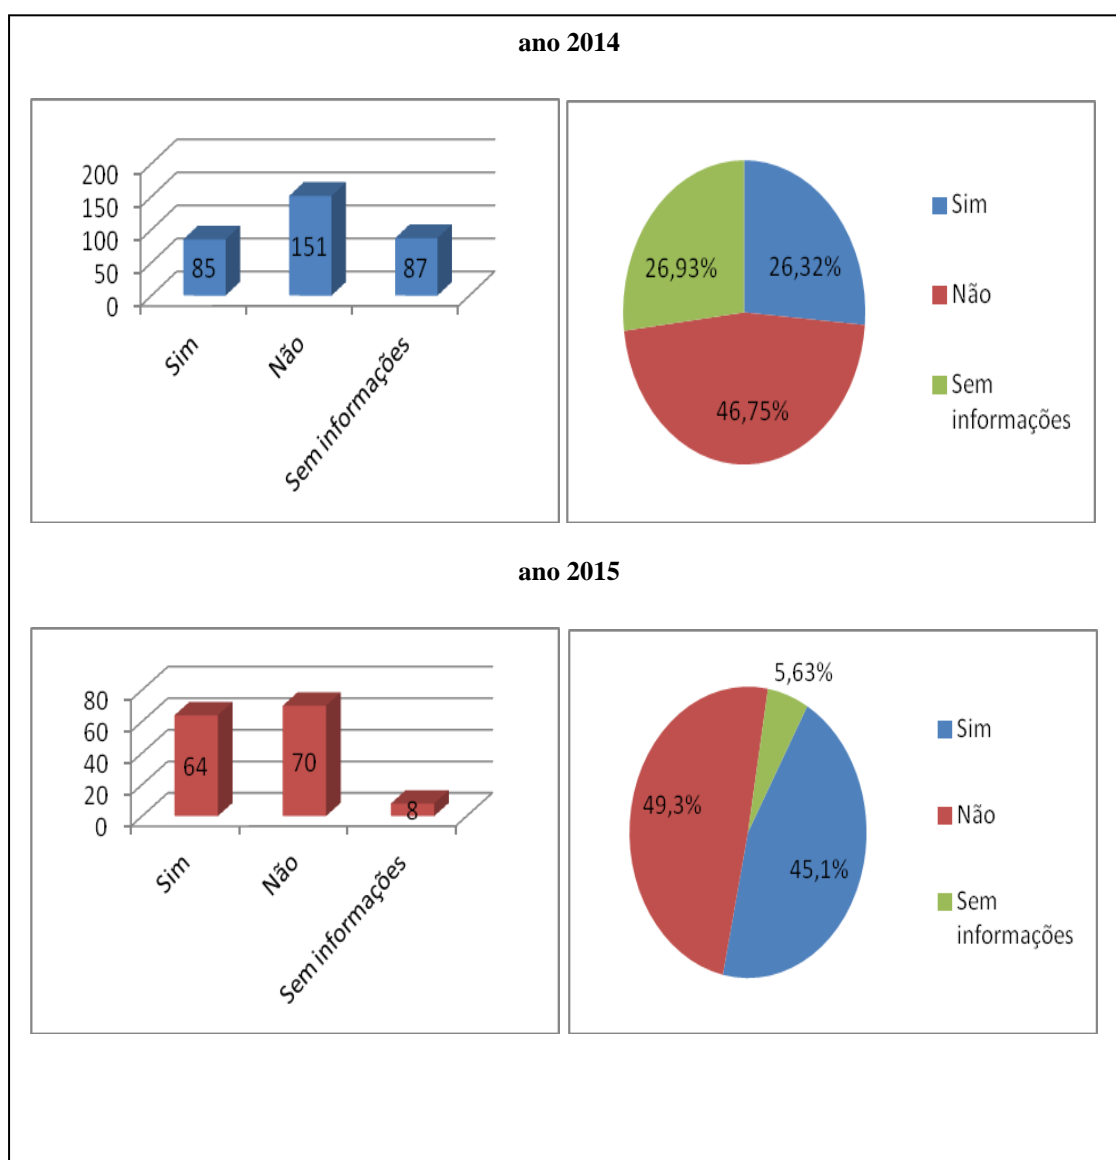 ano 2014
200
150
100
50
0
85
151
87
Sim
Não
Sem informações
26,93%
26,32%
46,75%
Sim
Não
Sem
informações
ano 2015
80
60
40
20
0
64
70
8
Sim
Não
Sem informações
5,63%
49,3%
45,1%
Sim
Não
Sem
informações